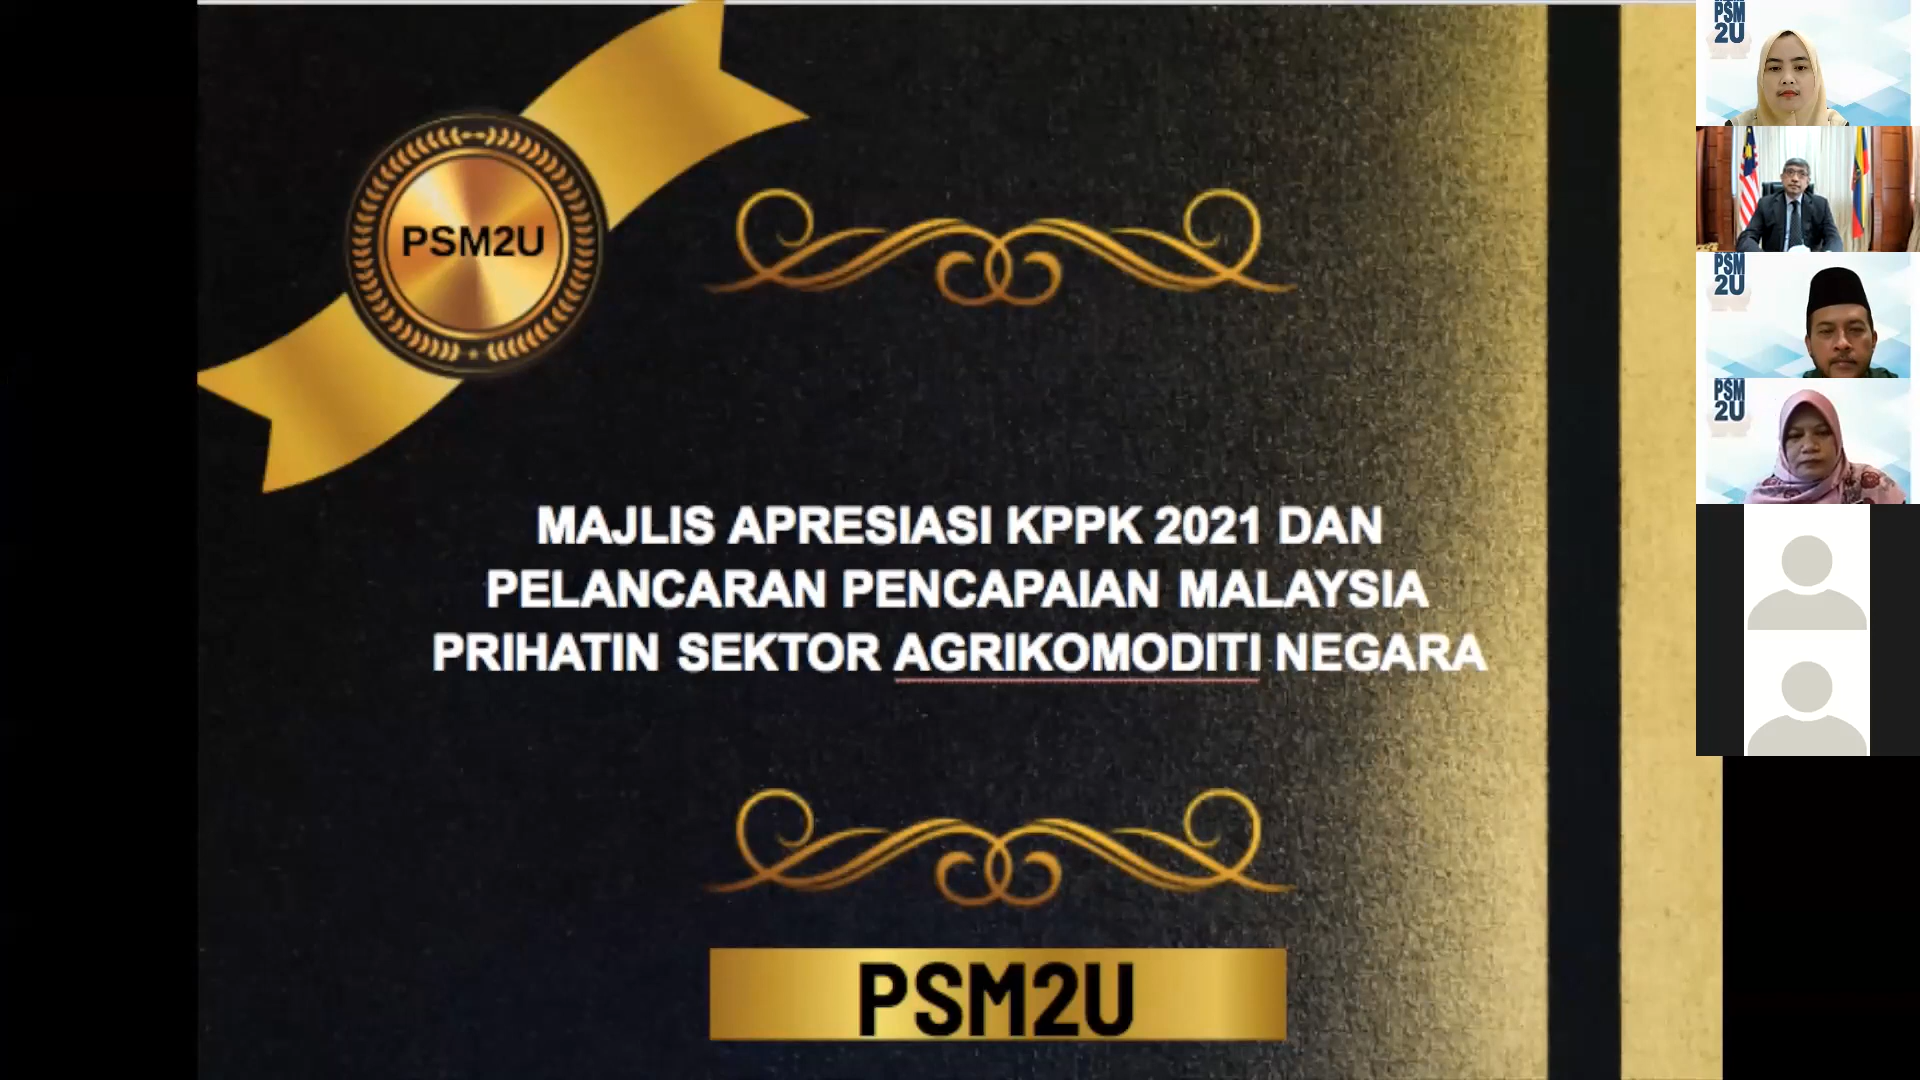 PSM2U
MAJLIS APRESIASI KPPK 2021 DAN
PELANCARAN PENCAPAIAN MALAYSIA
PRIHATIN SEKTOR AGRIKOMODITI NEGARA
PSM2U
PSM
2U
PSM
2U
PSM
2U